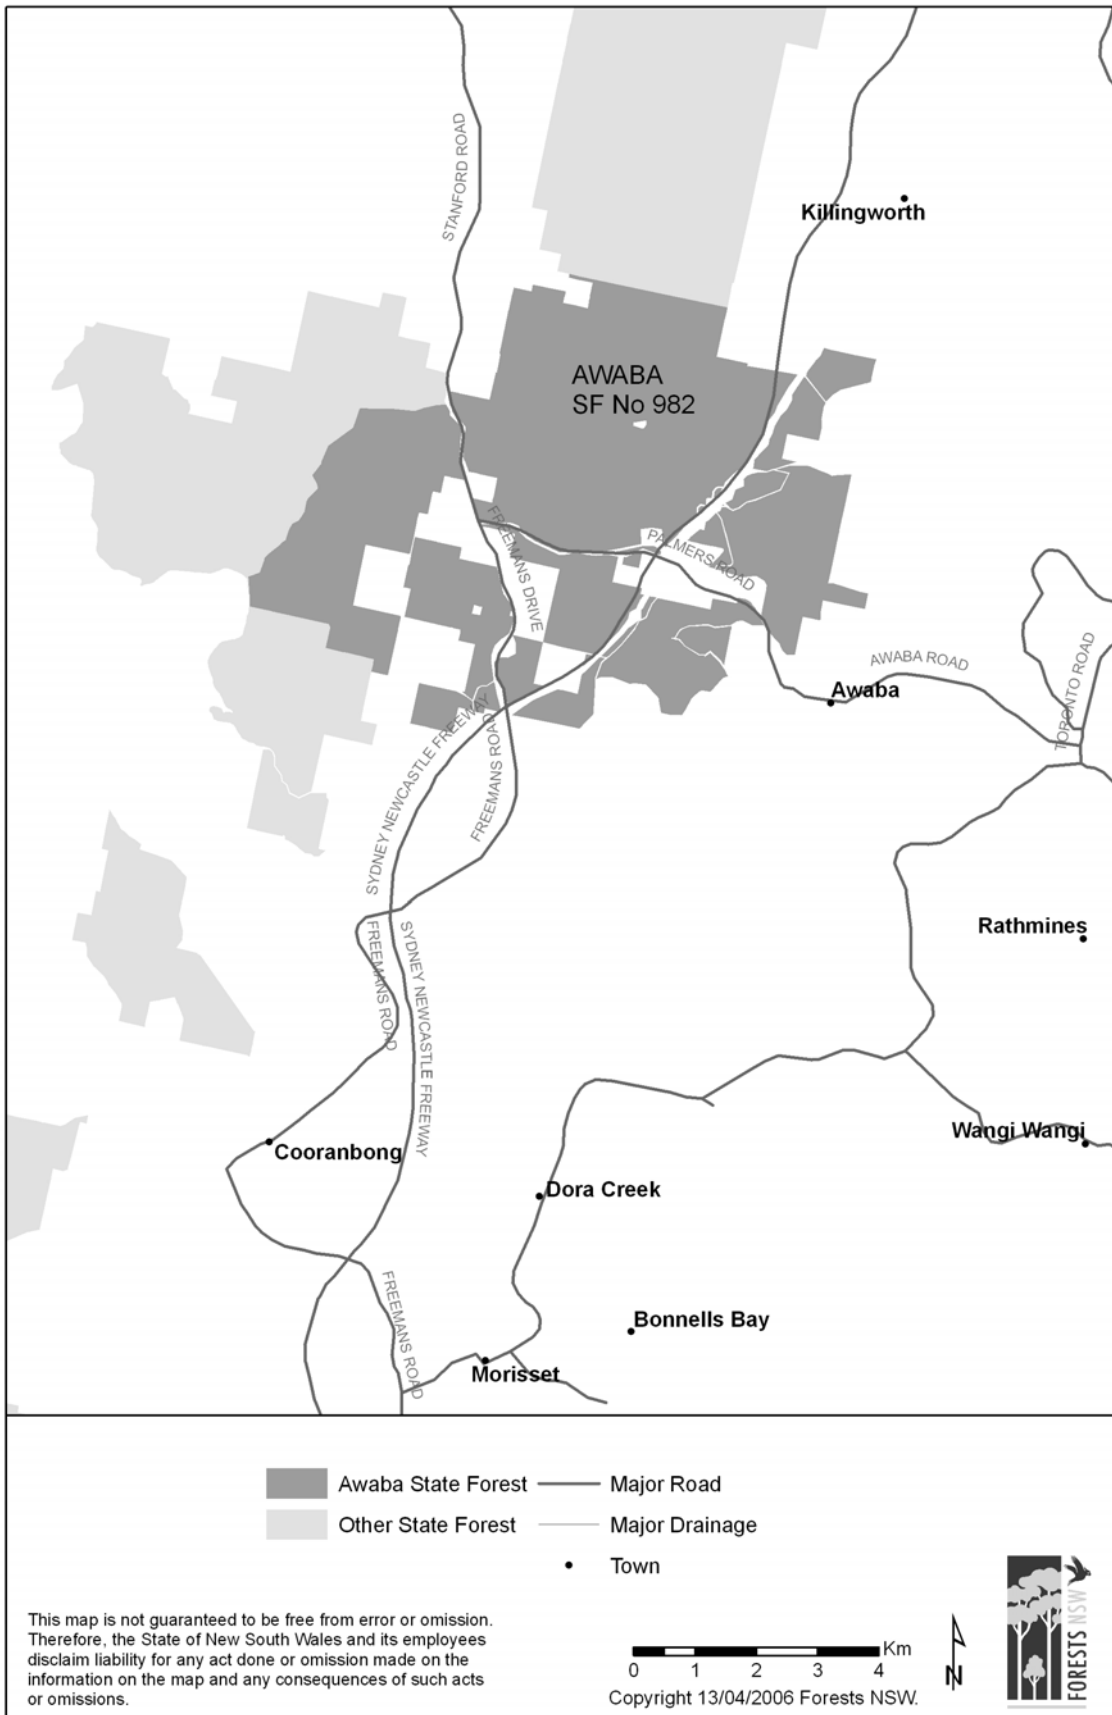 STANFORD ROAD
Killingworth
AWABA
SF No 982
FREEMANS DRIVE
PALMERS ROAD
AWABA ROAD
TORONTO ROAD
Awaba
SYDNEY NEWCASTLE FREEWAY
FREEMANS ROAD
Rathmines
FREEMANS ROAD
SYDNEY NEWCASTLE FREEWAY
Cooranbong
Wangi Wangi
Dora Creek
FREEMANS ROAD
Bonnells Bay
Morisset
Awaba State Forest
Major Road
Other State Forest
Major Drainage
Town
This map is not guaranteed to be free from error or omission.
Therefore, the State of New South Wales and its employees
disclaim liability for any act done or omission made on the
information on the map and any consequences of such acts
or omissions.
Km
0 1 2 3 4
Copyright 13/04/2006 Forests NSW.
N
FORESTS NSW